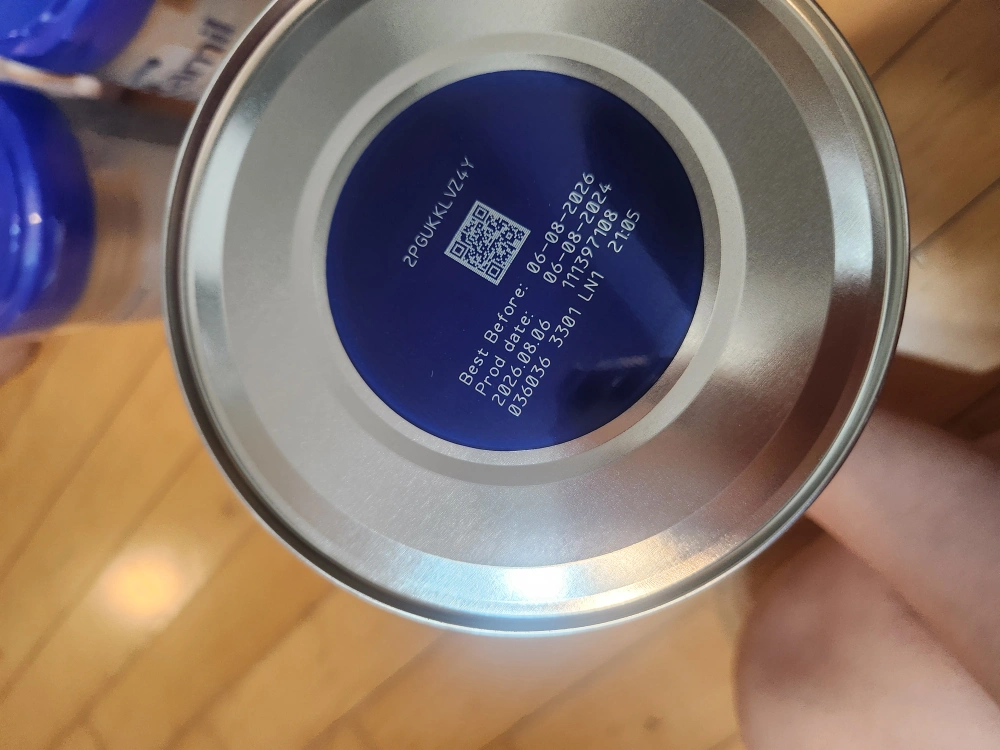 2PGUKKLVZ4Y
Best Before: 06-08-2026
Prod date: 06-08-2024
2026.08.06 111397108
036036 3301 LN1 21:05